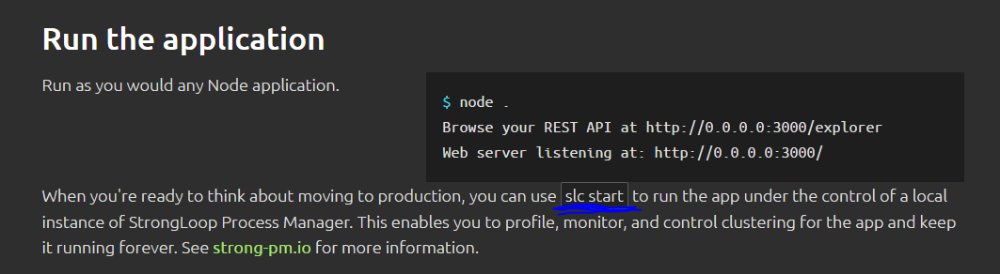 Run the application
Run as you would any Node application.
$ node .
Browse your REST API at http://0.0.0.0:3000/explorer
Web server listening at: http://0.0.0.0:3000/
When you're ready to think about moving to production, you can use slc start to run the app under the control of a local
instance of StrongLoop Process Manager. This enables you to profile, monitor, and control clustering for the app and keep
it running forever. See strong-pm.io for more information.